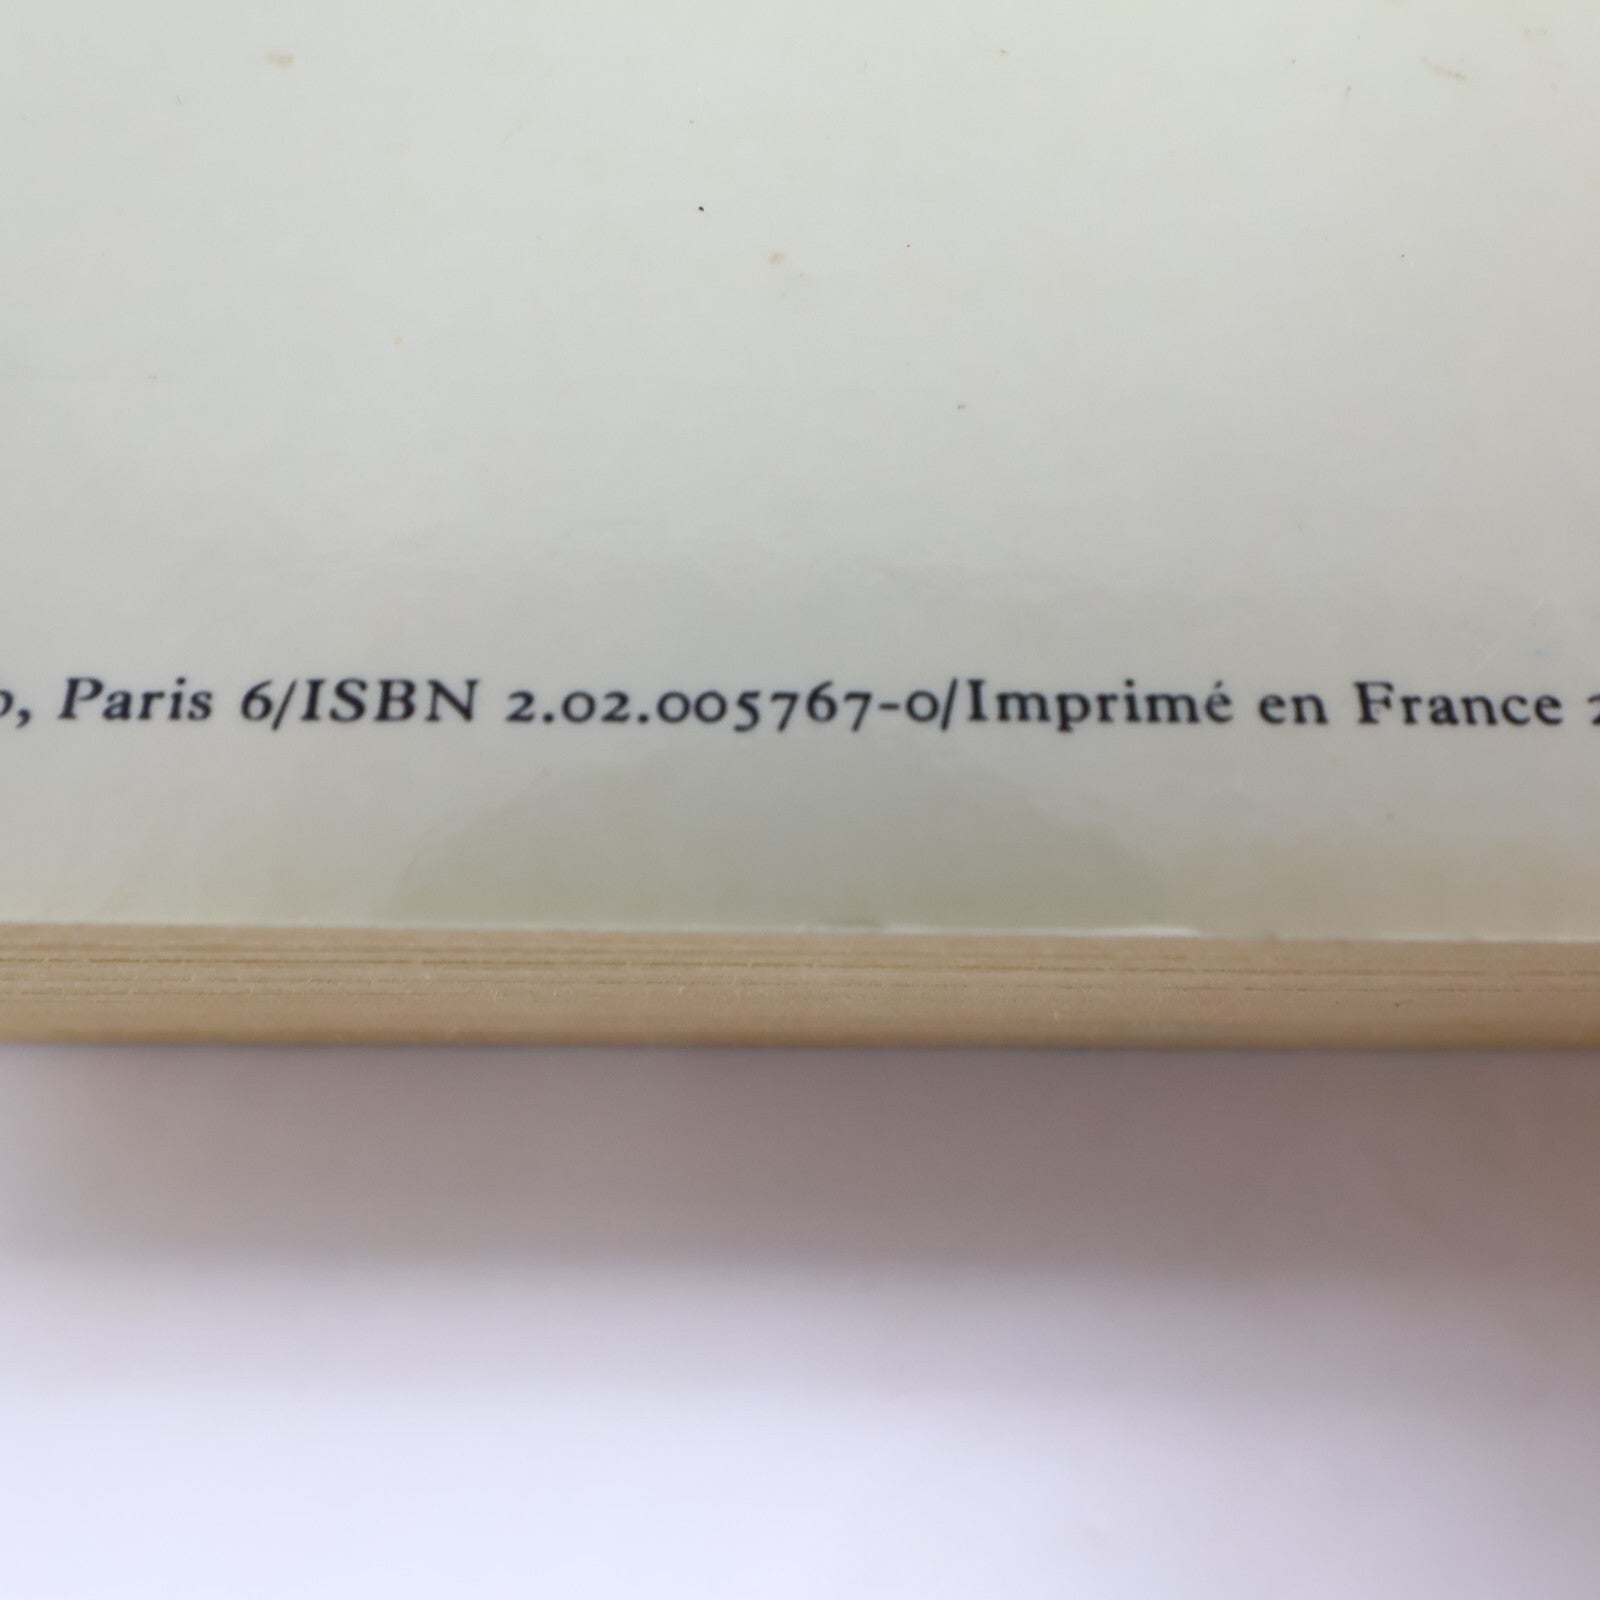 , Paris 6/ISBN 2.02.005767-0/Imprimé en France